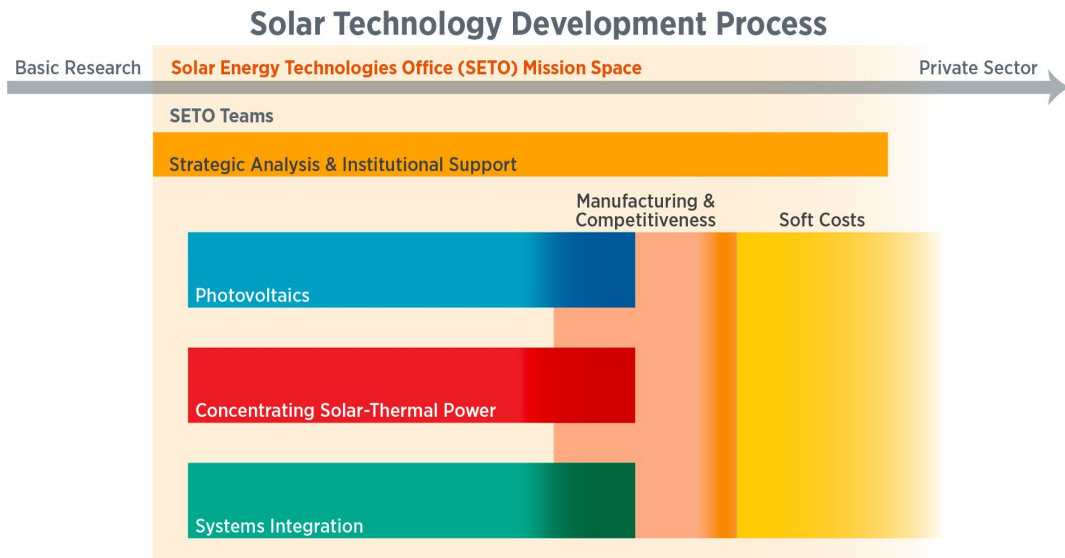 Solar Technology Development Process
Basic Research
Solar Energy Technologies Office (SETO) Mission Space
Private Sector
SETO Teams
Strategic Analysis & Institutional Support
Manufacturing &
Competitiveness
Soft Costs
Photovoltaics
Concentrating Solar-Thermal Power
Systems Integration